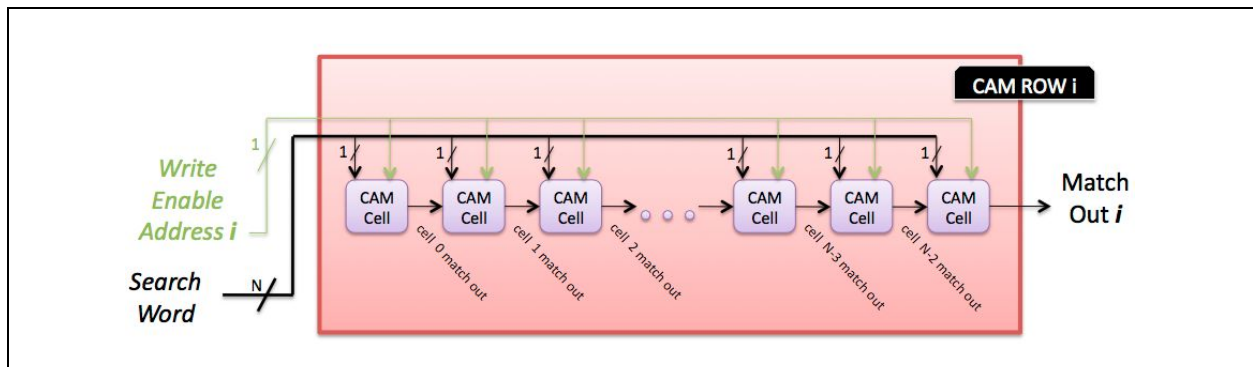 CAM ROW i
1
Write
Enable
Address i
1
1
1
1
1
1
CAM
Cell
CAM
Cell
CAM
Cell
CAM
Cell
CAM
Cell
CAM
Cell
Match
Out i
cell 0 match out
cell 1 match out
cell 2 match out
cell N-3 match out
cell N-2 match out
N
Search
Word